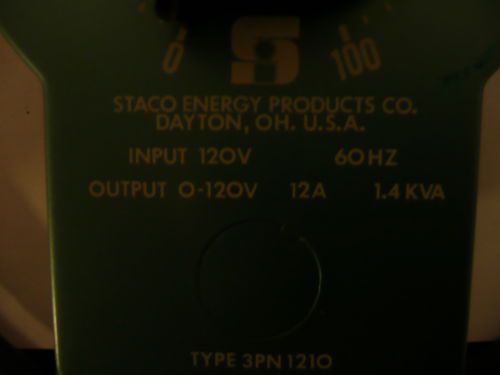 0 100
STACO ENERGY PRODUCTS CO.
DAYTON, OH. U.S.A.
INPUT 120V 60HZ
OUTPUT 0-120V 12A 1.4 KVA
TYPE 3PN1210